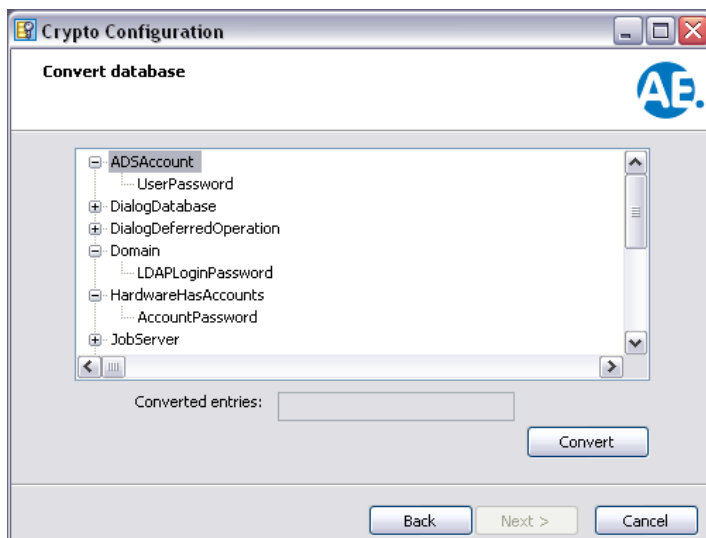 Crypto Configuration
Convert database
AE.
ADSAccount
UserPassword
DialogDatabase
DialogDeferredOperation
Domain
LDAPLoginPassword
HardwareHasAccounts
AccountPassword
JobServer
Converted entries:
Convert
Back
Next >
Cancel